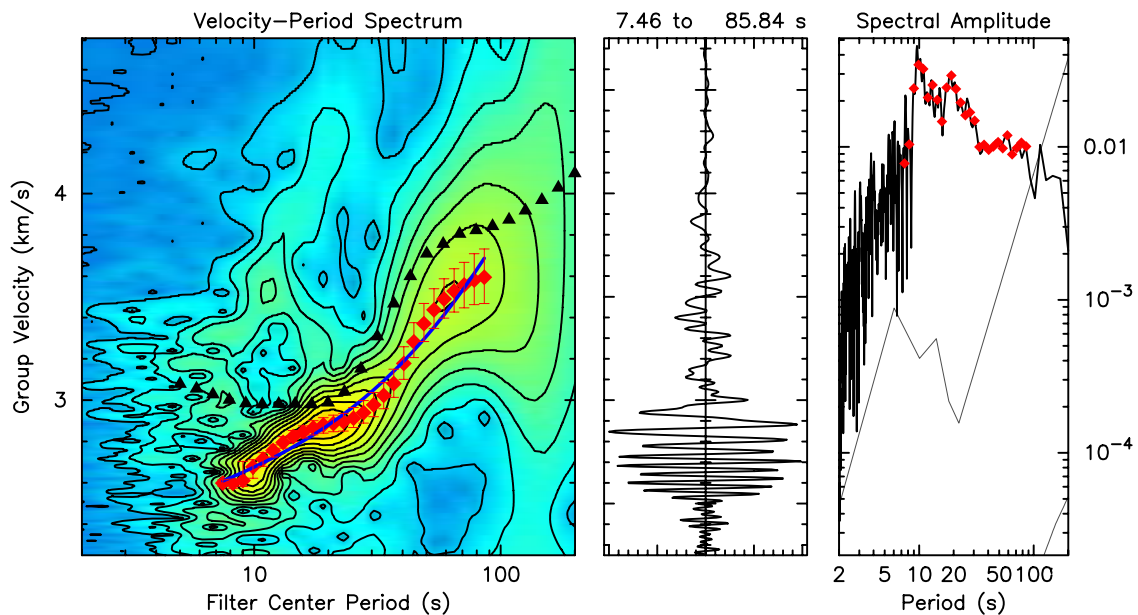 Velocity-Period Spectrum
7.46 to 85.84 s
Spectral Amplitude
Group Velocity (km/s)
4
3
10
100
Filter Center Period (s)
0.01
10⁻³
10⁻⁴
2
5
10
20
50
100
Period (s)